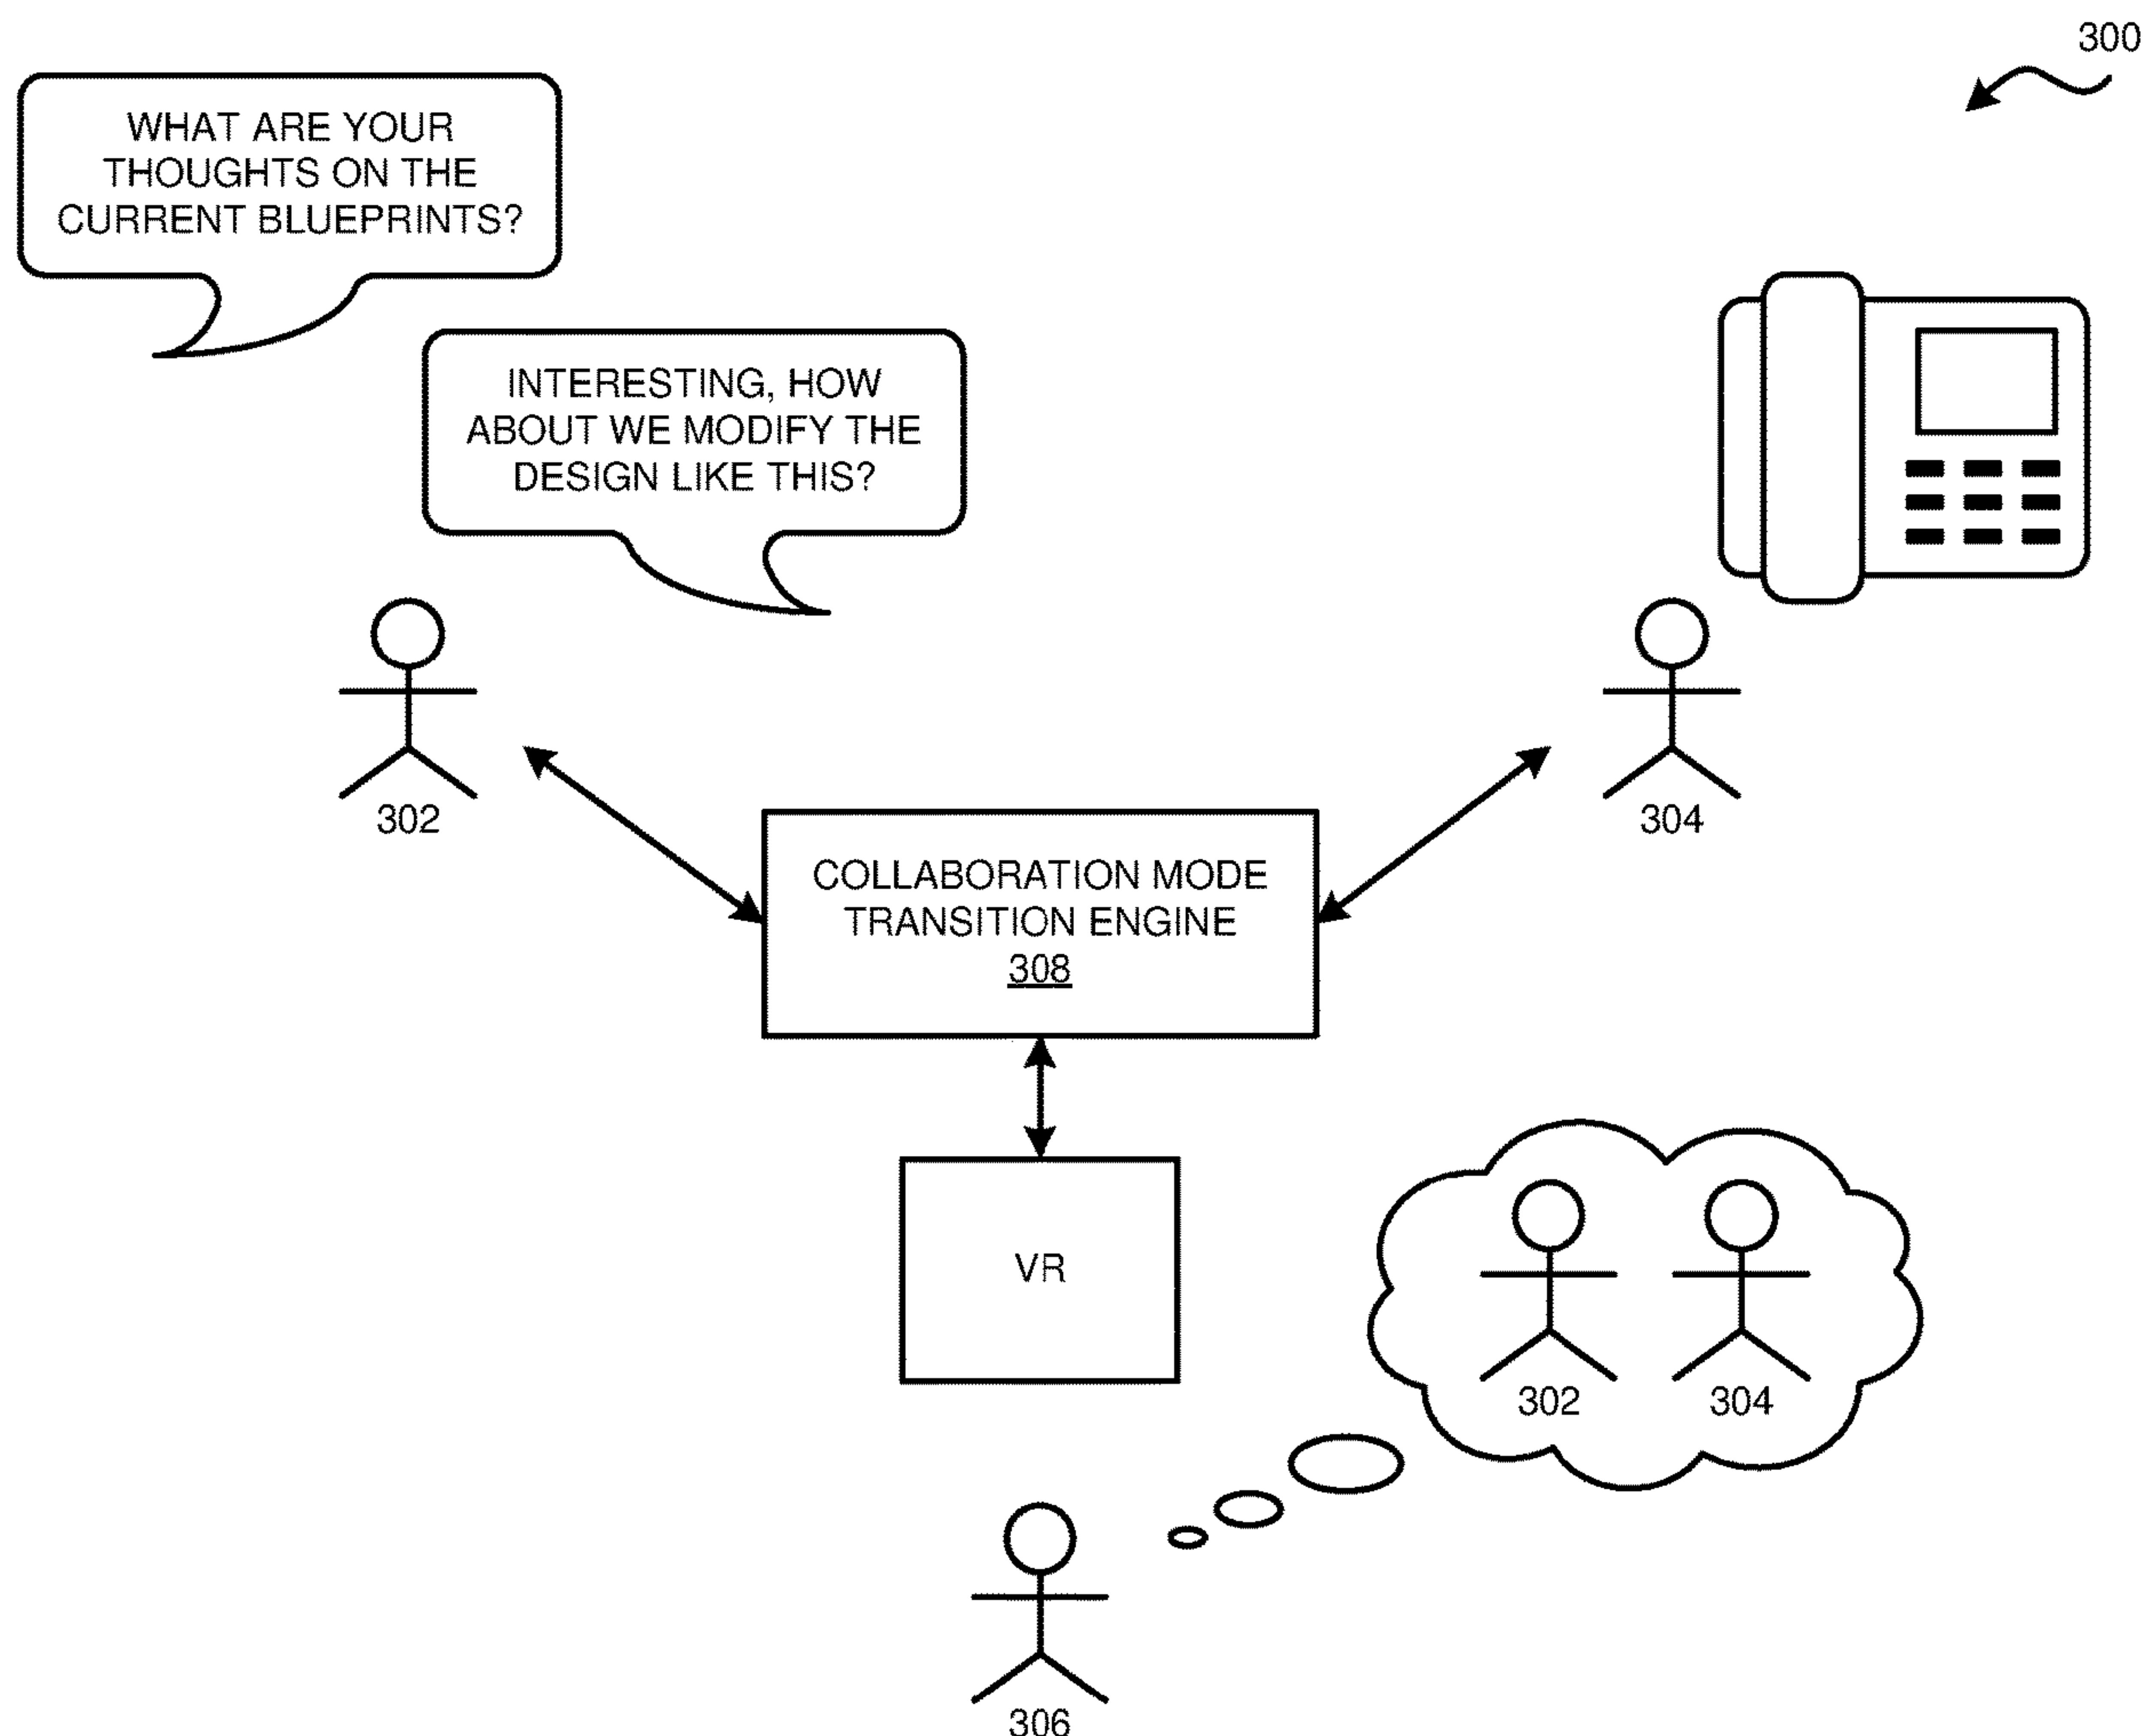 300
WHAT ARE YOUR
THOUGHTS ON THE
CURRENT BLUEPRINTS?
INTERESTING, HOW
ABOUT WE MODIFY THE
DESIGN LIKE THIS?
302
304
COLLABORATION MODE
TRANSITION ENGINE
308
VR
302
304
306